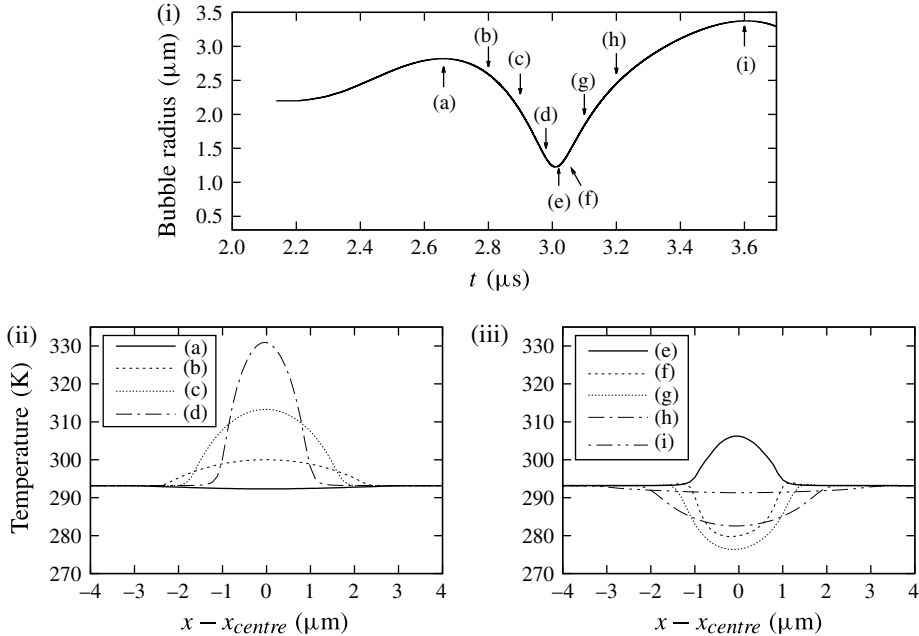 (i)
Bubble radius (μm)
3.5
3.0
2.5
2.0
1.5
1.0
0.5
(a)
(b)
(c)
(d)
(e)
(f)
(g)
(h)
(i)
2.0 2.2 2.4 2.6 2.8 3.0 3.2 3.4 3.6
t (μs)
(ii)
Temperature (K)
330
320
310
300
290
280
270
(a)
(b)
(c)
(d)
−4 −3 −2 −1 0 1 2 3 4
x − xcentre (μm)
(iii)
330
320
310
300
290
280
270
(e)
(f)
(g)
(h)
(i)
−4 −3 −2 −1 0 1 2 3 4
x − xcentre (μm)